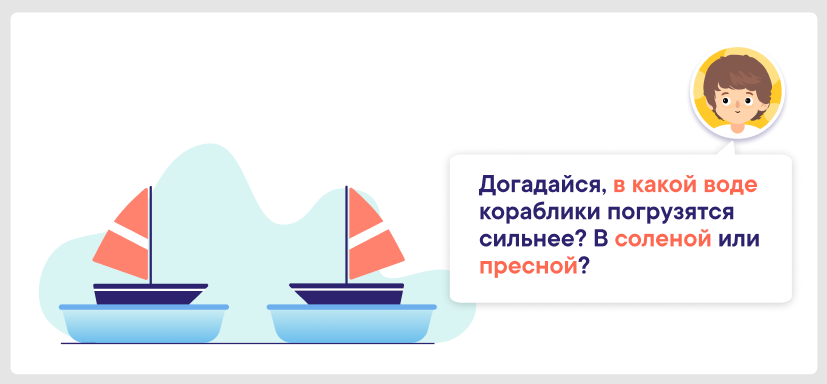 Догадайся, в какой воде
кораблики погрузятся
сильнее? В соленой или
пресной?